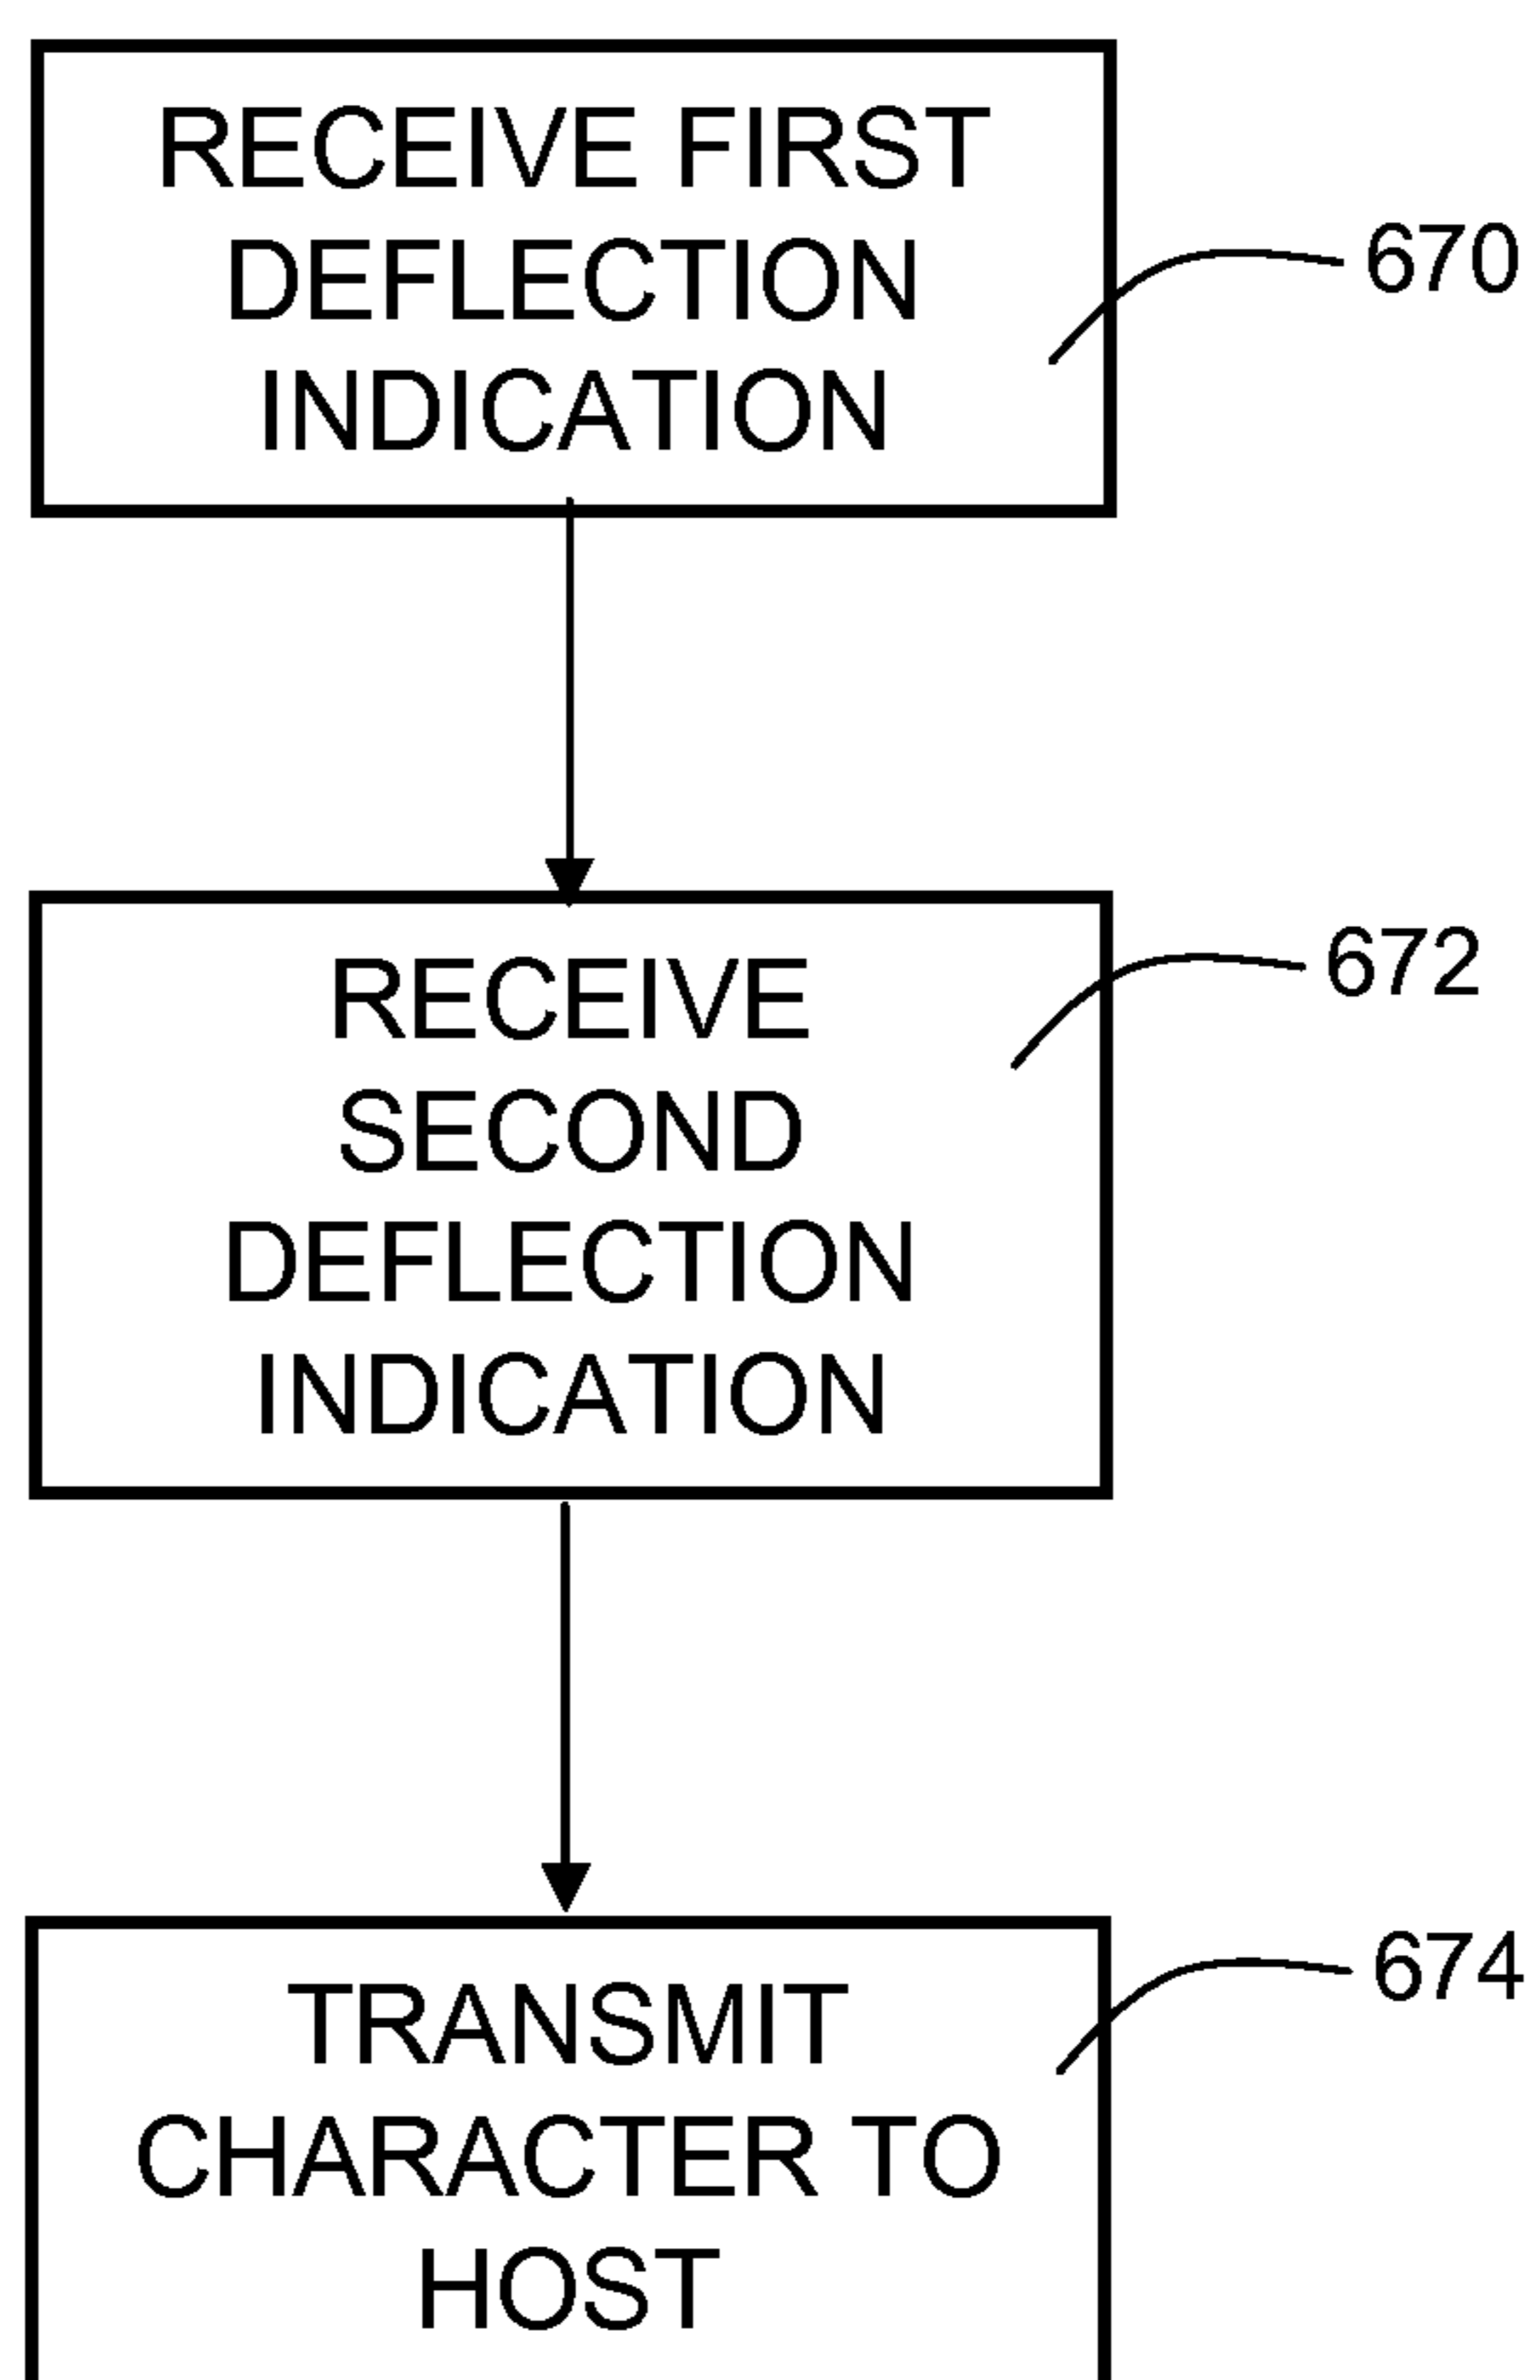 RECEIVE FIRST
DEFLECTION
INDICATION
670
RECEIVE
SECOND
DEFLECTION
INDICATION
672
TRANSMIT
CHARACTER TO
HOST
674